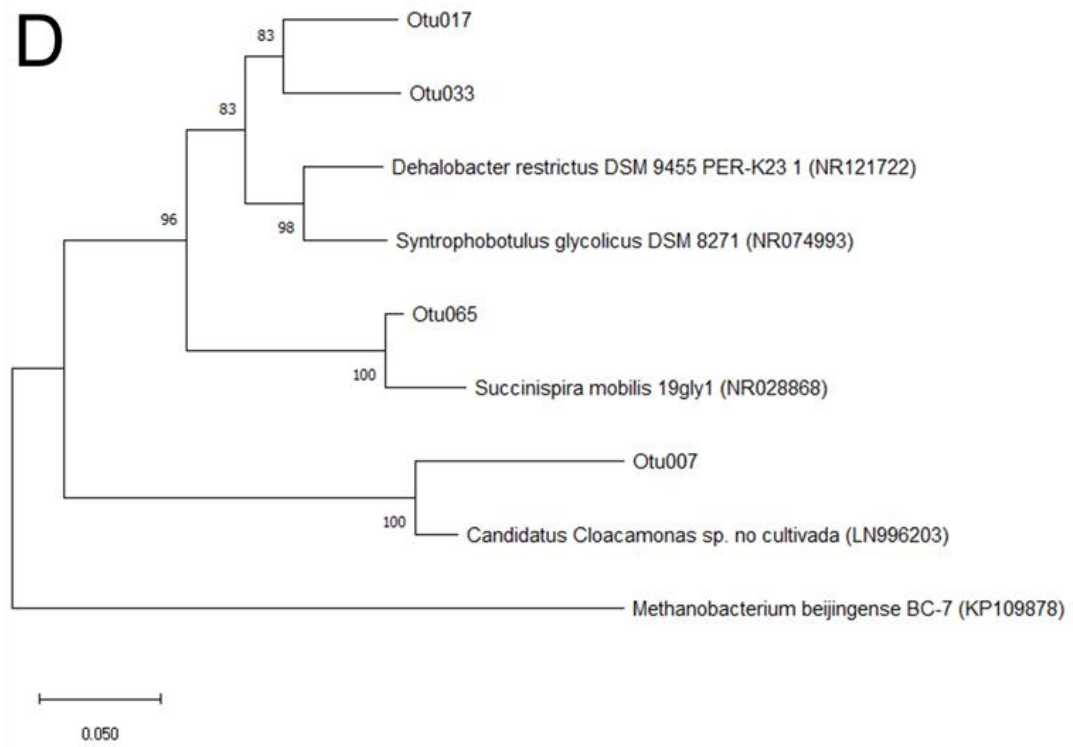 D
Otu017
83
Otu033
83
Dehalobacter restrictus DSM 9455 PER-K23 1 (NR121722)
96
98
Syntrophobotulus glycolicus DSM 8271 (NR074993)
Otu065
100
Succinispira mobilis 19gly1 (NR028868)
Otu007
100
Candidatus Cloacamonas sp. no cultivada (LN996203)
Methanobacterium beijingense BC-7 (KP109878)
0.050